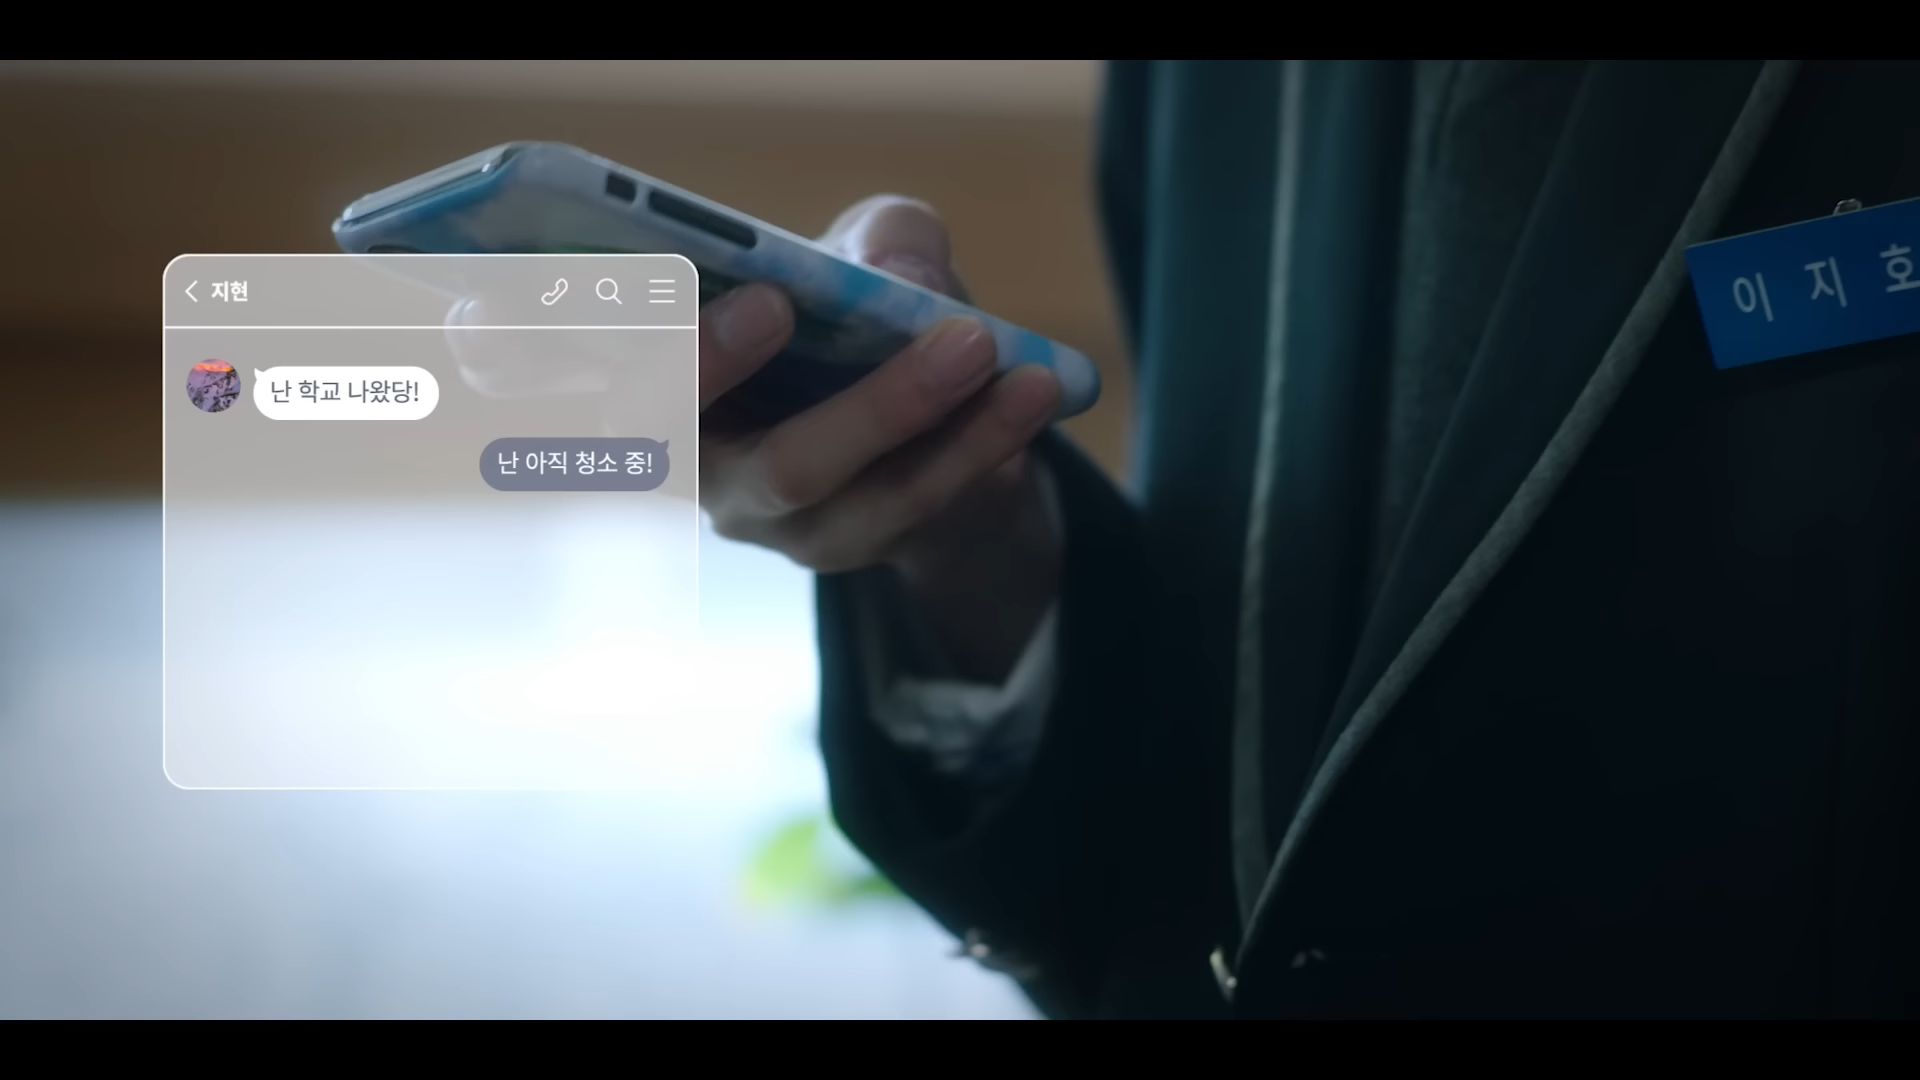 지현
난 학교 나왔당!
난 아직 청소 중!
이지호